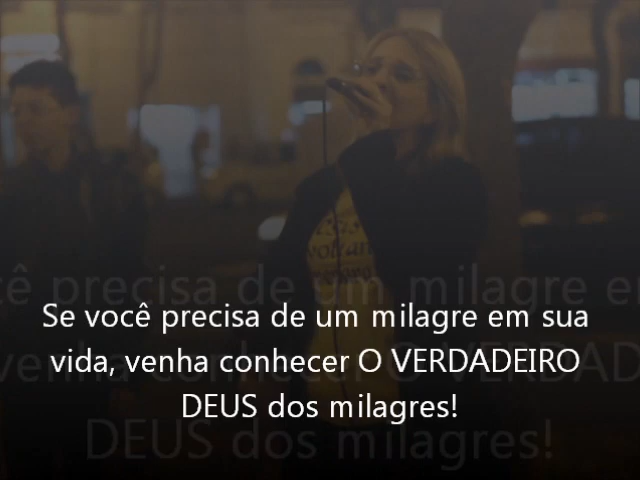 Se você precisa de um milagre em sua
vida, venha conhecer O VERDADEIRO
DEUS dos milagres!